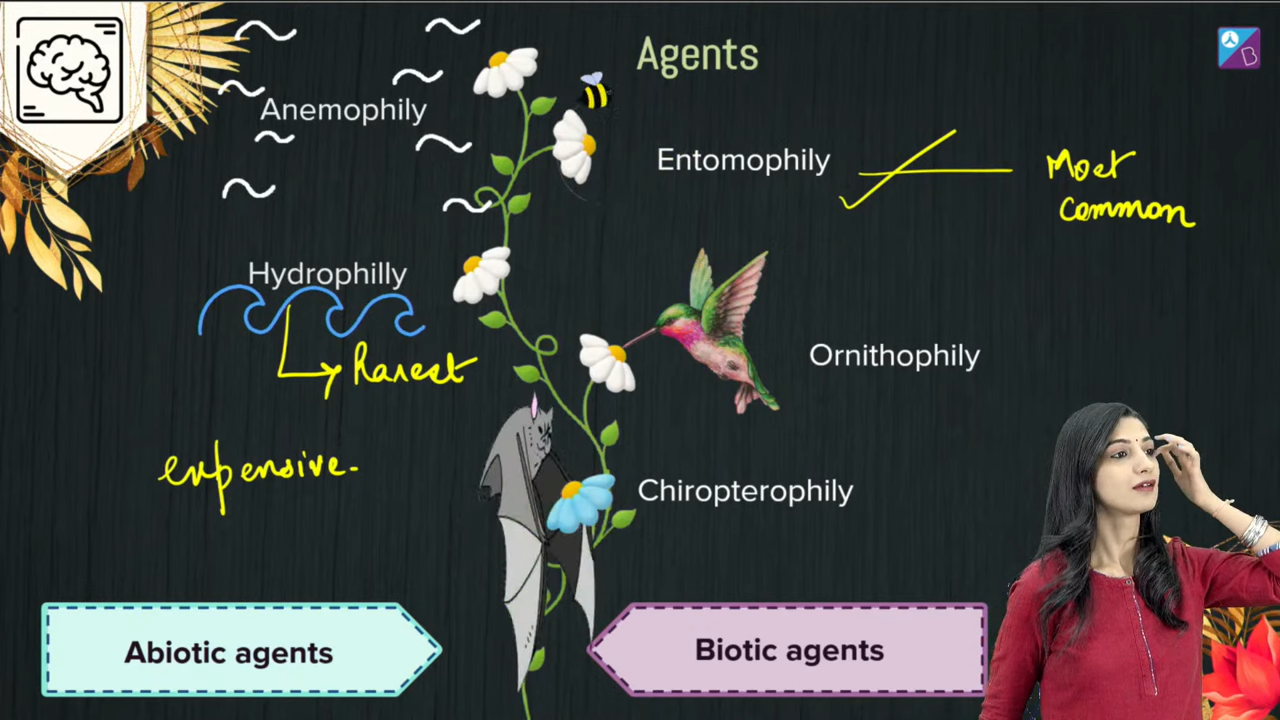 Agents
Anemophily
Entomophily
Most
common
Hydrophilly
Rarest
Ornithophily
expensive.
Chiropterophily
Abiotic agents
Biotic agents
B